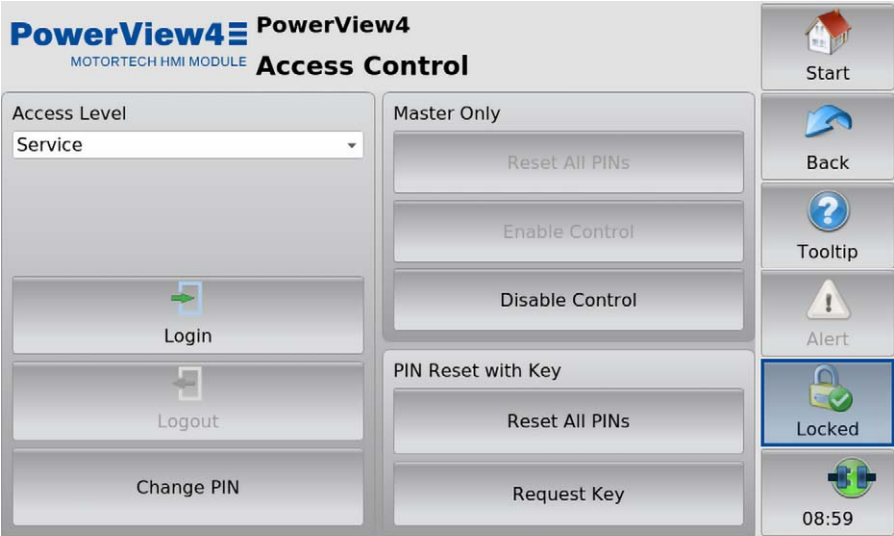 PowerView4
MOTORTECH HMI MODULE
PowerView4
Access Control
Access Level
Service
Login
Logout
Change PIN
Master Only
Reset All PINs
Enable Control
Disable Control
PIN Reset with Key
Reset All PINs
Request Key
Start
Back
Tooltip
Alert
Locked
08:59